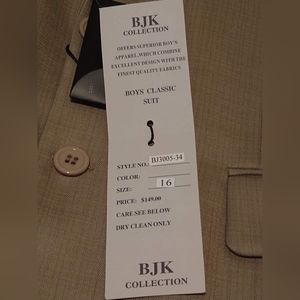 BJK
COLLECTION
OFFERS SUPERIOR BOY'S
APPAREL, WHICH COMBINE
EXCELLENT DESIGN WITH THE
FINEST QUALITY FABRICS
BOYS CLASSIC
SUIT
STYLE NO.: BJ3005-34
COLOR:
SIZE: 16
PRICE: $149.00
CARE SEE BELOW
DRY CLEAN ONLY
BJK
COLLECTION